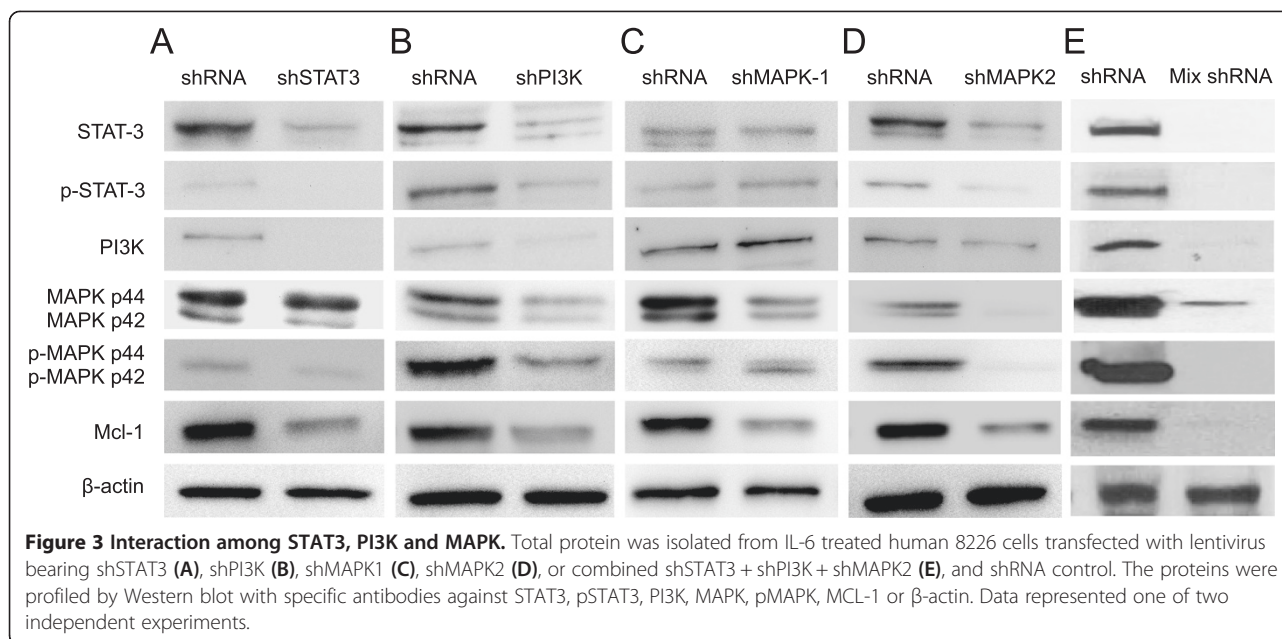 A B C D E
shRNA shSTAT3 shRNA shPI3K shRNA shMAPK-1 shRNA shMAPK2 shRNA Mix shRNA
STAT-3
p-STAT-3
PI3K
MAPK p44
MAPK p42
p-MAPK p44
p-MAPK p42
Mcl-1
β-actin
Figure 3 Interaction among STAT3, PI3K and MAPK. Total protein was isolated from IL-6 treated human 8226 cells transfected with lentivirus
bearing shSTAT3 (A), shPI3K (B), shMAPK1 (C), shMAPK2 (D), or combined shSTAT3 + shPI3K + shMAPK2 (E), and shRNA control. The proteins were
profiled by Western blot with specific antibodies against STAT3, pSTAT3, PI3K, MAPK, pMAPK, MCL-1 or β-actin. Data represented one of two
independent experiments.